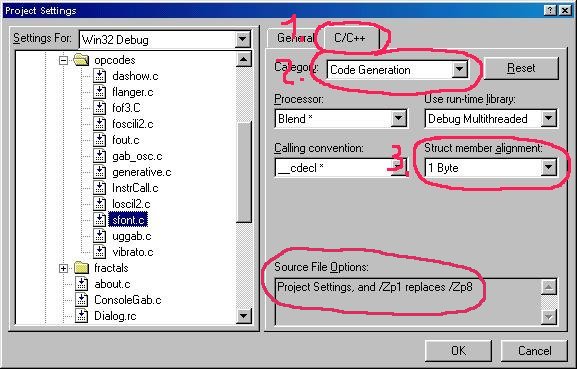 Project Settings
Settings For: Win32 Debug
opcodes
dashow.c
flanger.c
fof3.C
foscili2.c
fout.c
gab_osc.c
generative.c
InstrCall.c
loscil2.c
sfont.c
uggab.c
vibrato.c
fractals
about.c
ConsoleGab.c
Dialog.rc
1.
General C/C++
2.
Category: Code Generation Reset
Processor: Use run-time library:
Blend * Debug Multithreaded
Calling convention: 3. Struct member alignment:
__cdecl * 1 Byte
Source File Options:
Project Settings, and /Zp1 replaces /Zp8
OK Cancel